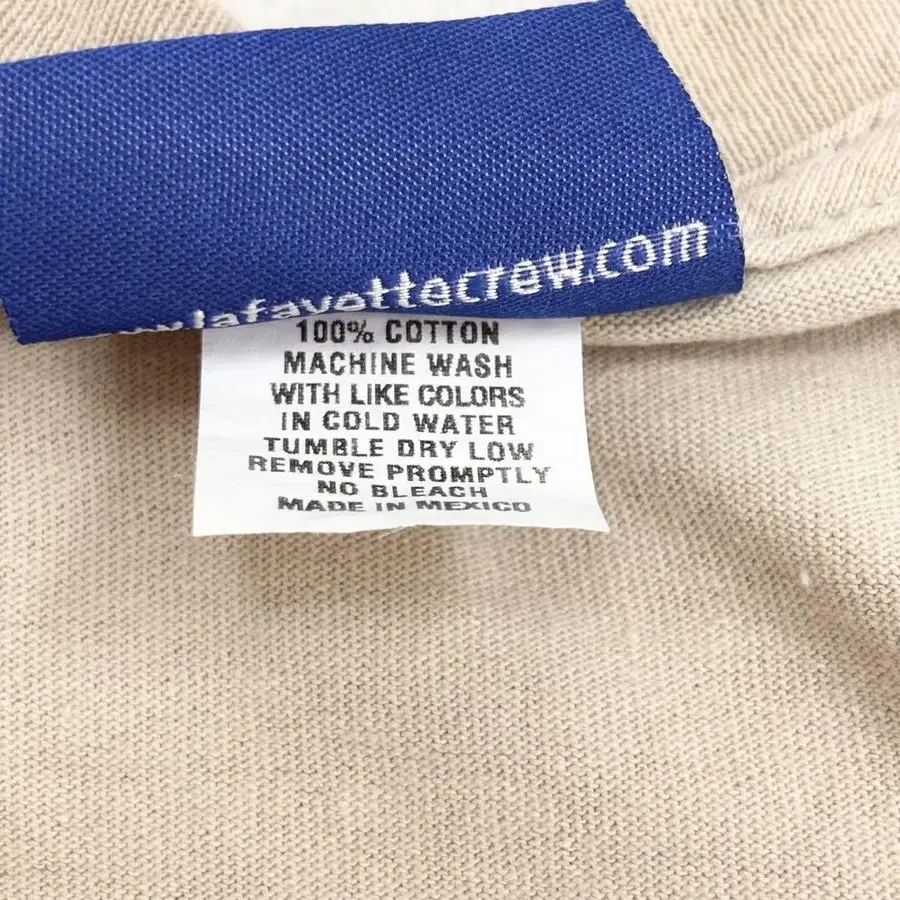 www.lafayettecrew.com
100% COTTON
MACHINE WASH
WITH LIKE COLORS
IN COLD WATER
TUMBLE DRY LOW
REMOVE PROMPTLY
NO BLEACH
MADE IN MEXICO